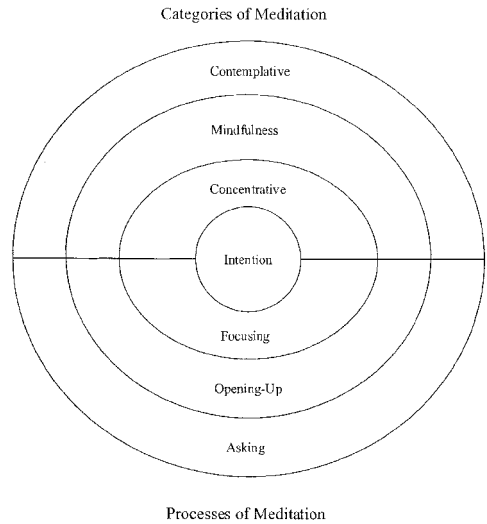 Categories of Meditation
Contemplative
Mindfulness
Concentrative
Intention
Focusing
Opening-Up
Asking
Processes of Meditation